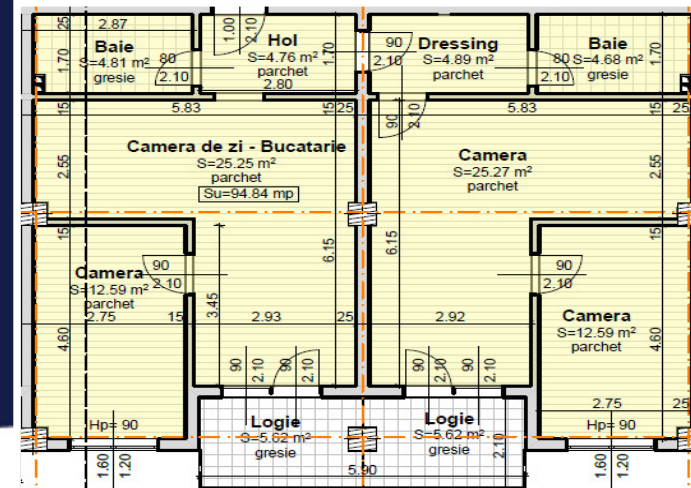 25
2.87
Baie
S=4.81 m²
gresie
1.70
80
2.10
1.00
2.10
Hol
S=4.76 m²
parchet
2.80
1.70
90
2.10
Dressing
S=4.89 m²
parchet
80
2.10
Baie
S=4.68 m²
gresie
1.70
15
5.83
15
25
90
2.10
5.83
15
25
2.55
Camera de zi - Bucatarie
S=25.25 m²
parchet
Su=94.84 mp
6.15
Camera
S=25.27 m²
parchet
6.15
2.55
15
Camera
S=12.59 m²
parchet
90
2.10
2.75
15
3.45
2.93
25
2.92
90
2.10
15
Camera
S=12.59 m²
parchet
4.60
4.60
90
2.10
90
2.10
90
2.10
90
2.10
2.75
25
Hp= 90
Logie
S=5.62 m²
gresie
Logie
S=5.62 m²
gresie
2.10
Hp= 90
5.90
1.60
1.20
1.60
1.20